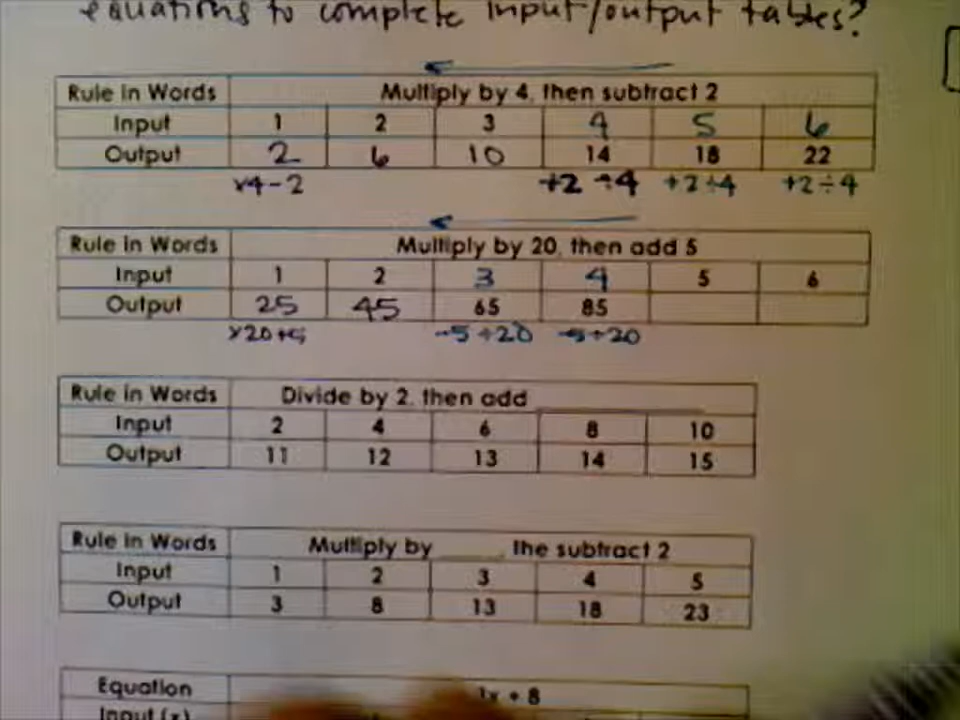 equations to complete input/output tables?
Rule in Words Multiply by 4, then subtract 2
Input 1 2 3 4 5 6
Output 2 6 10 14 18 22
x4-2 +2 ÷4 +2÷4 +2÷4
Rule in Words Multiply by 20, then add 5
Input 1 2 3 4 5 6
Output 25 45 65 85
x20+5 -5 ÷20 -5÷20
Rule in Words Divide by 2, then add ________
Input 2 4 6 8 10
Output 11 12 13 14 15
Rule in Words Multiply by _____ the subtract 2
Input 1 2 3 4 5
Output 3 8 13 18 23
Equation + 8
Input (x)